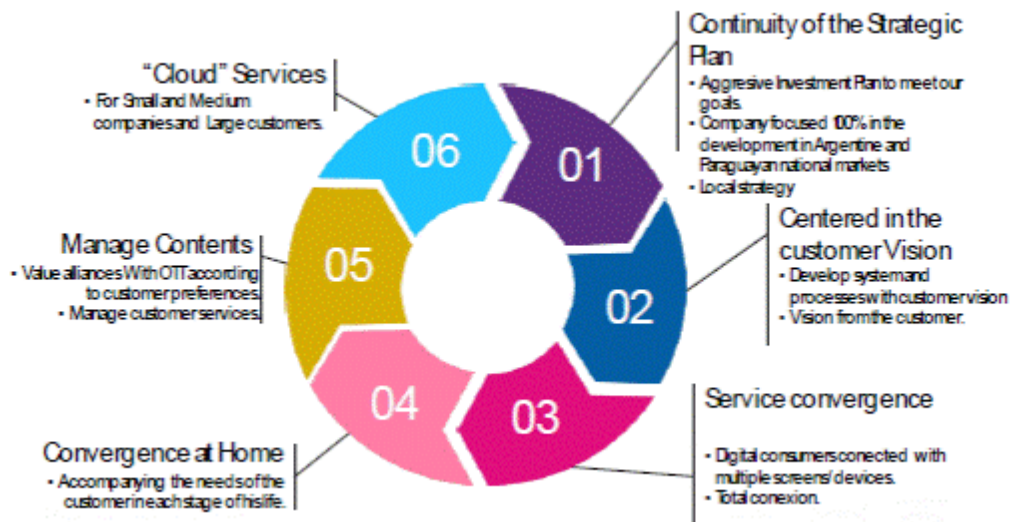 Continuity of the Strategic
Plan
• Aggresive Investment Plan to meet our
goals.
• Company focused 100% in the
development in Argentine and
Paraguayan national markets
• Local strategy
01
Centered in the
customer Vision
• Develop system and
processes with customer vision
• Vision from the customer.
02
Service convergence
• Digital consumers conected with
multiple screens/ devices.
• Total conexion.
03
Convergence at Home
• Accompanying the needs of the
customer in each stage of his life.
04
Manage Contents
• Value alliances With OTT according
to customer preferences.
• Manage customer services.
05
“Cloud” Services
• For Small and Medium
companies and Large customers.
06